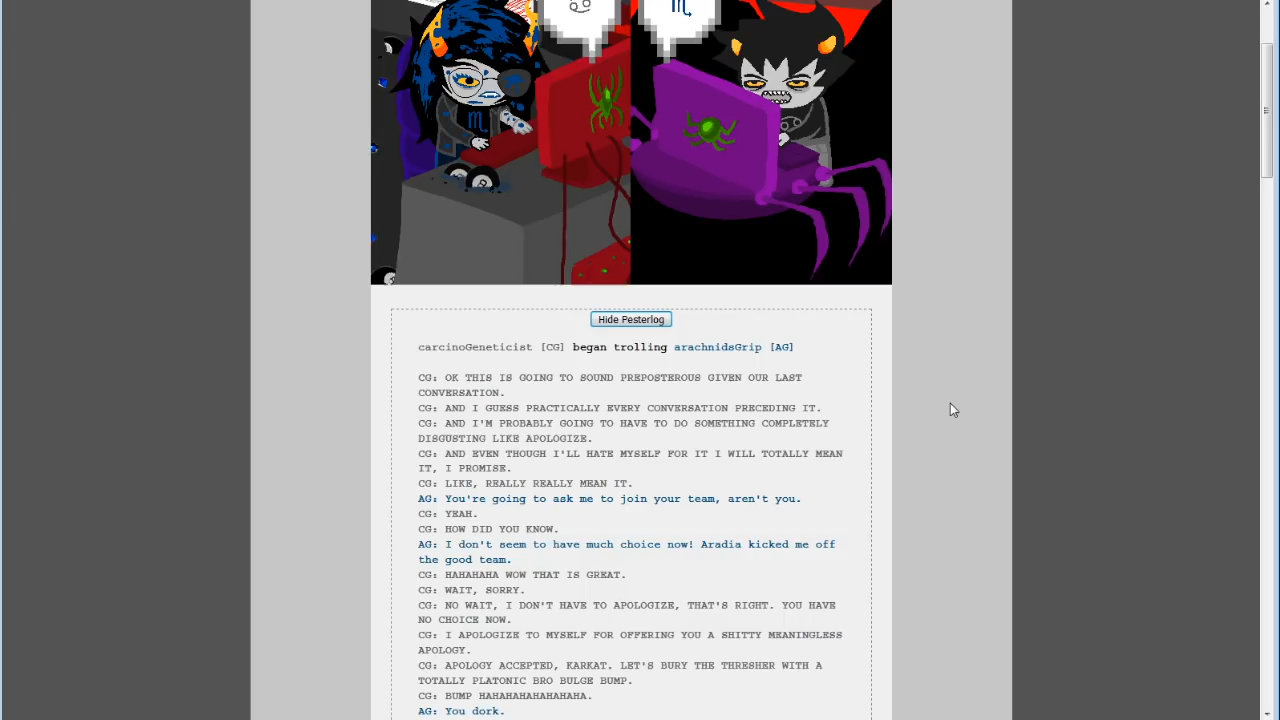 ♋ ♏
♏
8
Hide Pesterlog
carcinoGeneticist [CG] began trolling arachnidsGrip [AG]
CG: OK THIS IS GOING TO SOUND PREPOSTEROUS GIVEN OUR LAST
CONVERSATION.
CG: AND I GUESS PRACTICALLY EVERY CONVERSATION PRECEDING IT.
CG: AND I'M PROBABLY GOING TO HAVE TO DO SOMETHING COMPLETELY
DISGUSTING LIKE APOLOGIZE.
CG: AND EVEN THOUGH I'LL HATE MYSELF FOR IT I WILL TOTALLY MEAN
IT, I PROMISE.
CG: LIKE, REALLY REALLY MEAN IT.
AG: You're going to ask me to join your team, aren't you.
CG: YEAH.
CG: HOW DID YOU KNOW.
AG: I don't seem to have much choice now! Aradia kicked me off
the good team.
CG: HAHAHAHA WOW THAT IS GREAT.
CG: WAIT, SORRY.
CG: NO WAIT, I DON'T HAVE TO APOLOGIZE, THAT'S RIGHT. YOU HAVE
NO CHOICE NOW.
CG: I APOLOGIZE TO MYSELF FOR OFFERING YOU A SHITTY MEANINGLESS
APOLOGY.
CG: APOLOGY ACCEPTED, KARKAT. LET'S BURY THE THRESHER WITH A
TOTALLY PLATONIC BRO BULGE BUMP.
CG: BUMP HAHAHAHAHAHAHAHA.
AG: You dork.